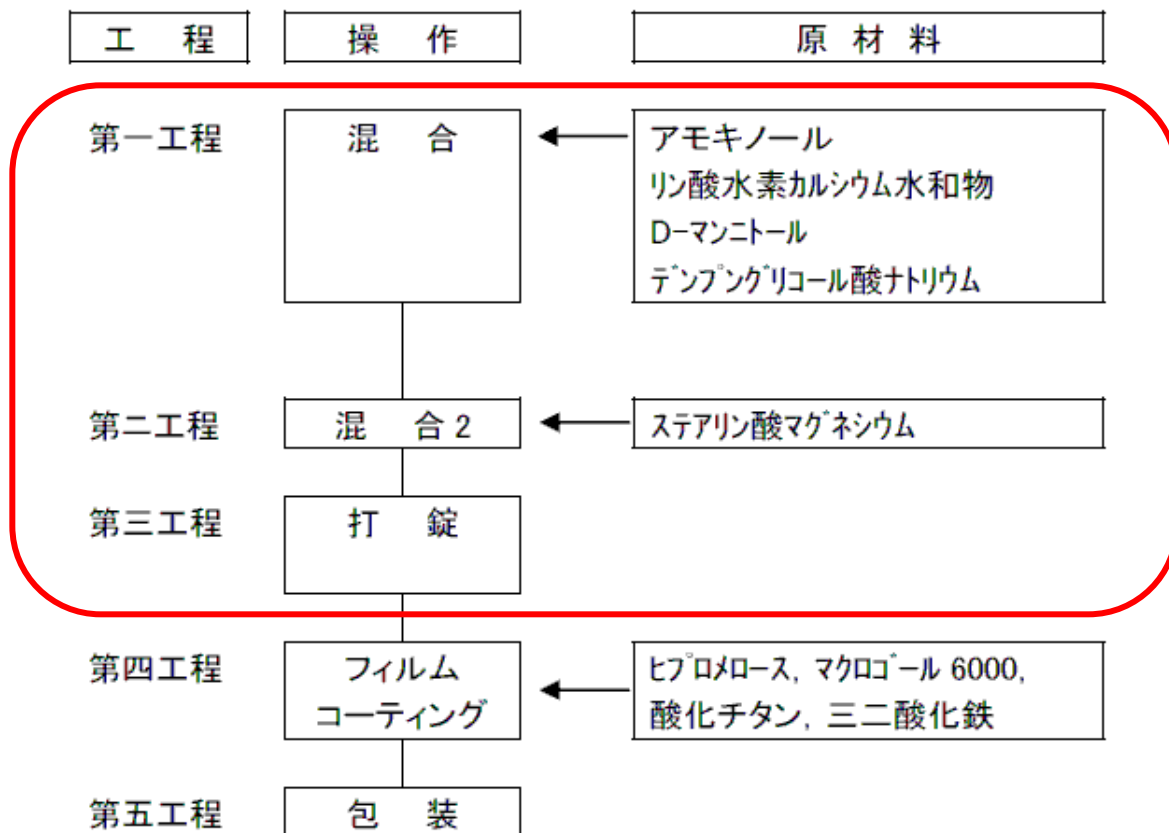 工 程 操 作 原 材 料
第一工程 混 合 アモキノール
リン酸水素カルシウム水和物
D-マンニトール
デンプングリコール酸ナトリウム
第二工程 混 合 2 ステアリン酸マグネシウム
第三工程 打 錠
第四工程 フィルム ヒプロメロース, マクロゴール 6000,
コーティング 酸化チタン, 三二酸化鉄
第五工程 包 装